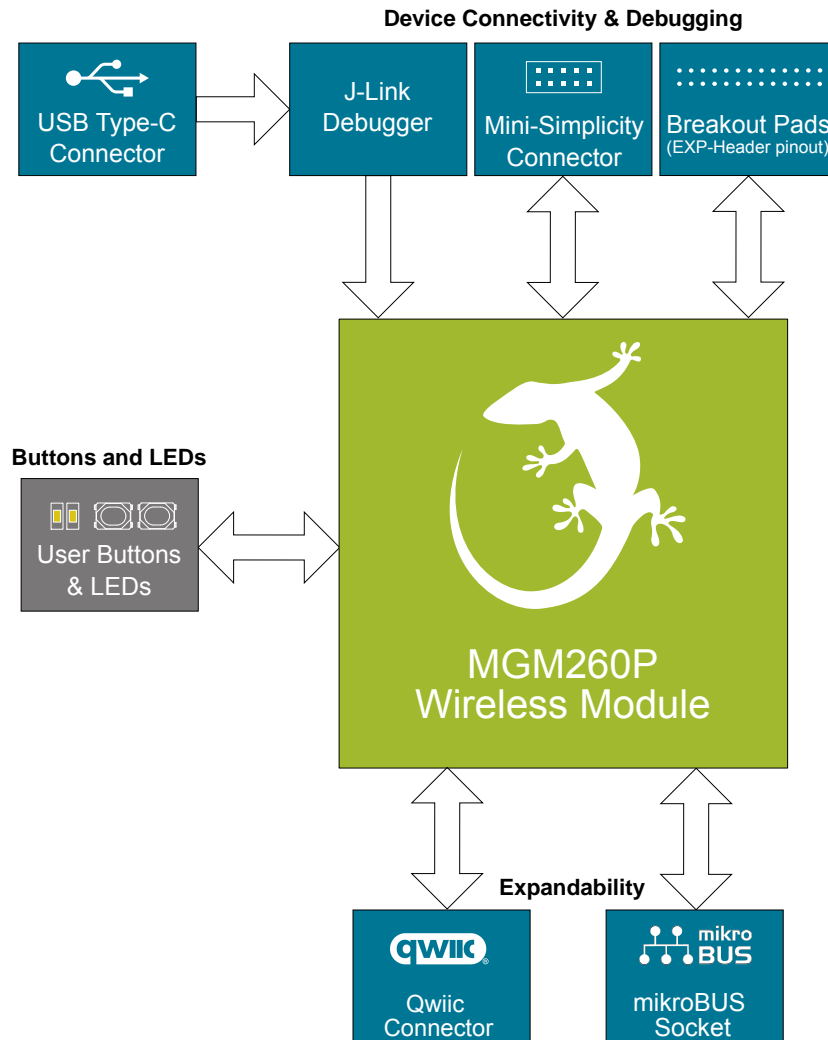 Device Connectivity & Debugging
USB Type-C
Connector
J-Link
Debugger
Mini-Simplicity
Connector
Breakout Pads
(EXP-Header pinout)
Buttons and LEDs
User Buttons
& LEDs
MGM260P
Wireless Module
Expandability
qwiic
®
Qwiic
Connector
mikro
BUS
mikroBUS
Socket